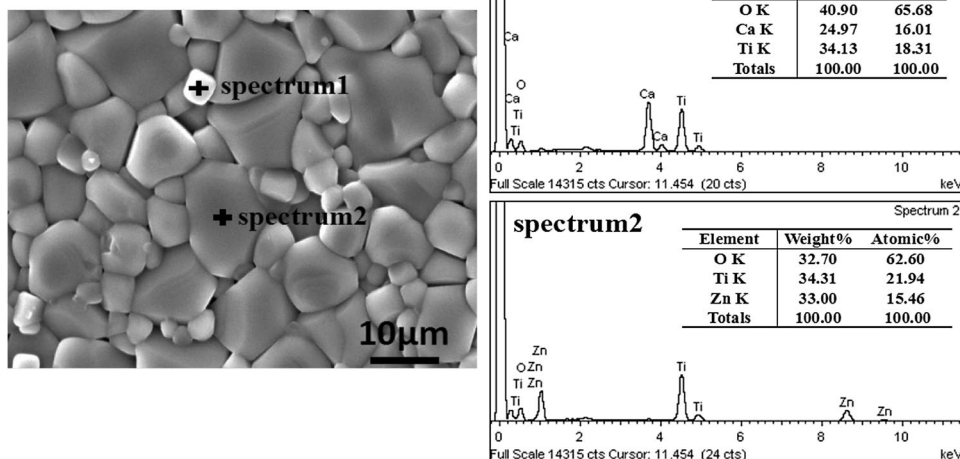 spectrum1
spectrum2
10μm
O K 40.90 65.68
Ca K 24.97 16.01
Ti K 34.13 18.31
Totals 100.00 100.00
Ca
O
Ca
Ti
Ti
Ca
Ca
Ti
Ti
0 2 4 6 8 10
Full Scale 14315 cts Cursor: 11.454 (20 cts) keV
Spectrum 2
spectrum2
Element Weight% Atomic%
O K 32.70 62.60
Ti K 34.31 21.94
Zn K 33.00 15.46
Totals 100.00 100.00
Zn
O Zn
Ti Zn
Ti
Ti
Ti
Zn
Zn
0 2 4 6 8 10
Full Scale 14315 cts Cursor: 11.454 (24 cts) keV